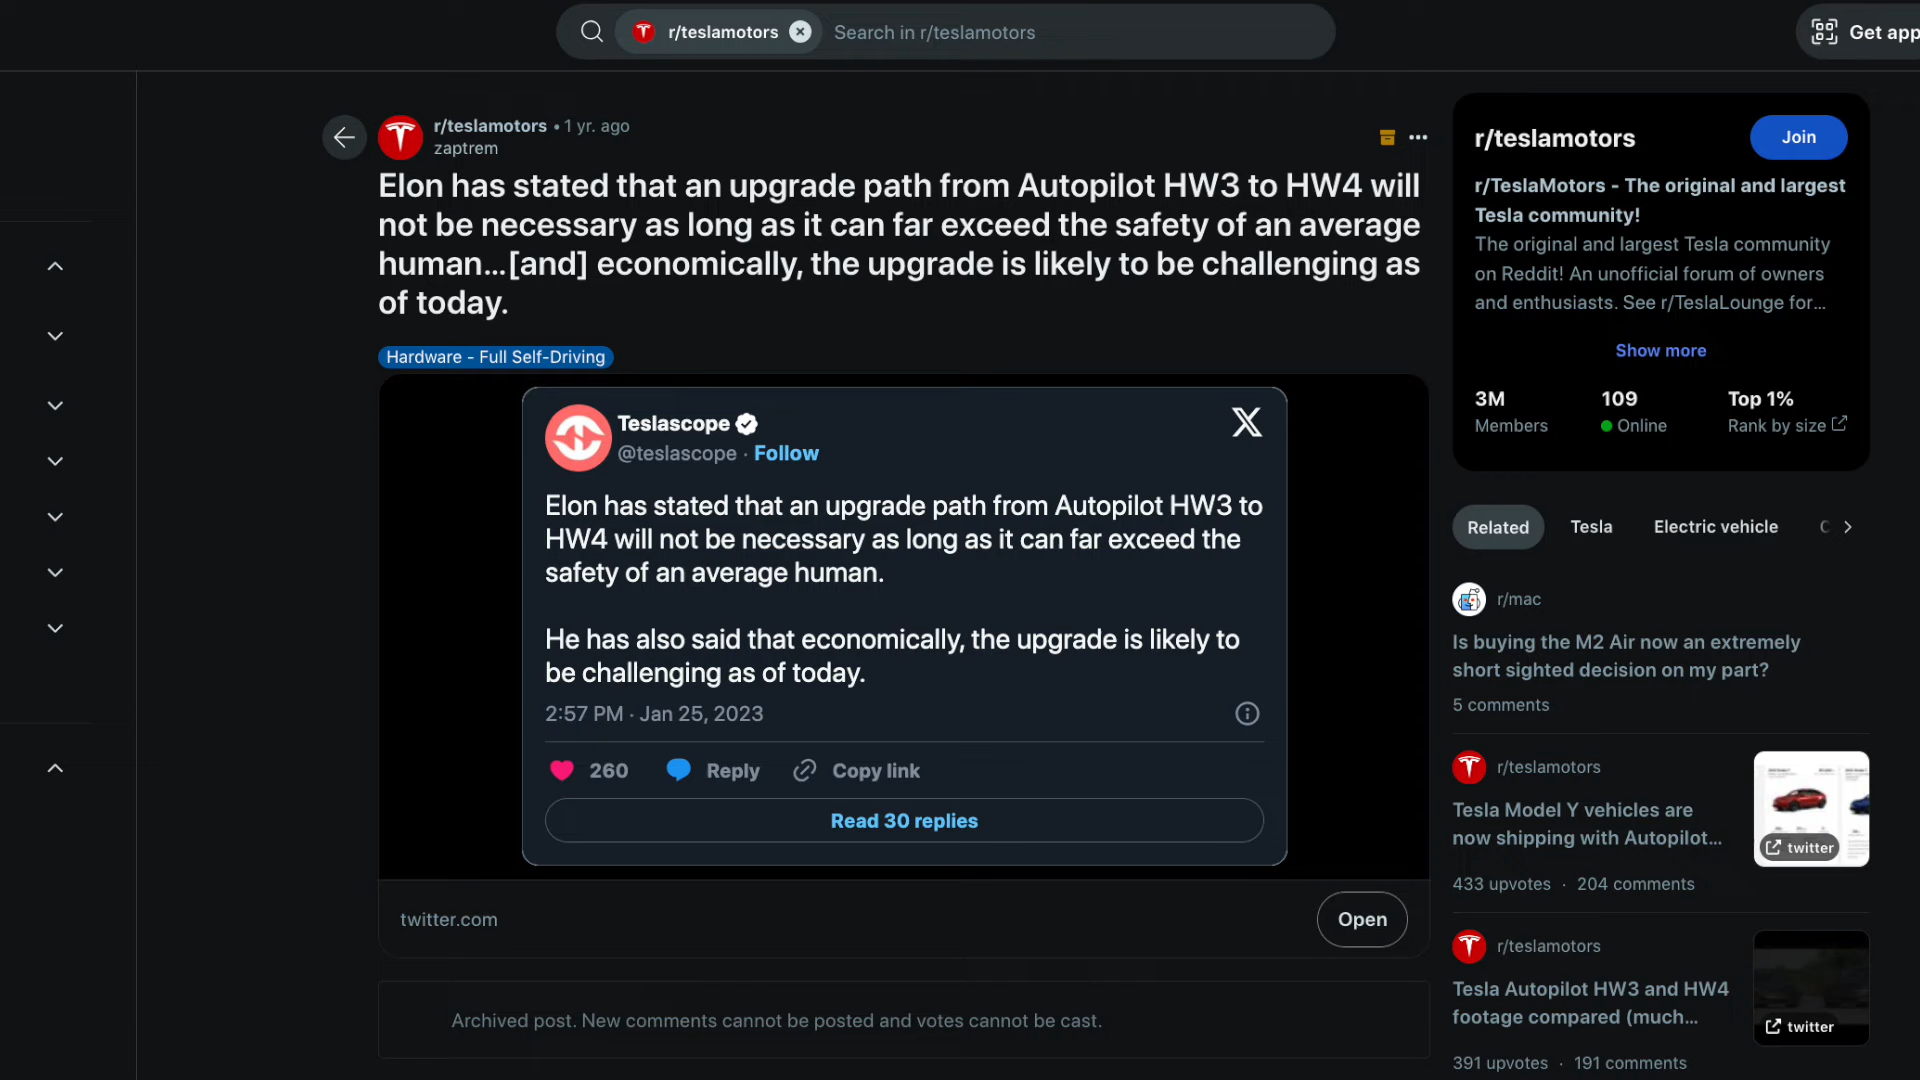 r/teslamotors
Search in r/teslamotors
Get app
r/teslamotors • 1 yr. ago
zaptrem
Elon has stated that an upgrade path from Autopilot HW3 to HW4 will
not be necessary as long as it can far exceed the safety of an average
human...[and] economically, the upgrade is likely to be challenging as
of today.
Hardware - Full Self-Driving
Teslascope
@teslascope · Follow
Elon has stated that an upgrade path from Autopilot HW3 to
HW4 will not be necessary as long as it can far exceed the
safety of an average human.
He has also said that economically, the upgrade is likely to
be challenging as of today.
2:57 PM · Jan 25, 2023
260
Reply
Copy link
Read 30 replies
twitter.com
Open
Archived post. New comments cannot be posted and votes cannot be cast.
r/teslamotors
Join
r/TeslaMotors - The original and largest
Tesla community!
The original and largest Tesla community
on Reddit! An unofficial forum of owners
and enthusiasts. See r/TeslaLounge for...
Show more
3M
Members
109
Online
Top 1%
Rank by size
Related
Tesla
Electric vehicle
r/mac
Is buying the M2 Air now an extremely
short sighted decision on my part?
5 comments
r/teslamotors
Tesla Model Y vehicles are
now shipping with Autopilot...
twitter
433 upvotes · 204 comments
r/teslamotors
Tesla Autopilot HW3 and HW4
footage compared (much...
twitter
391 upvotes · 191 comments